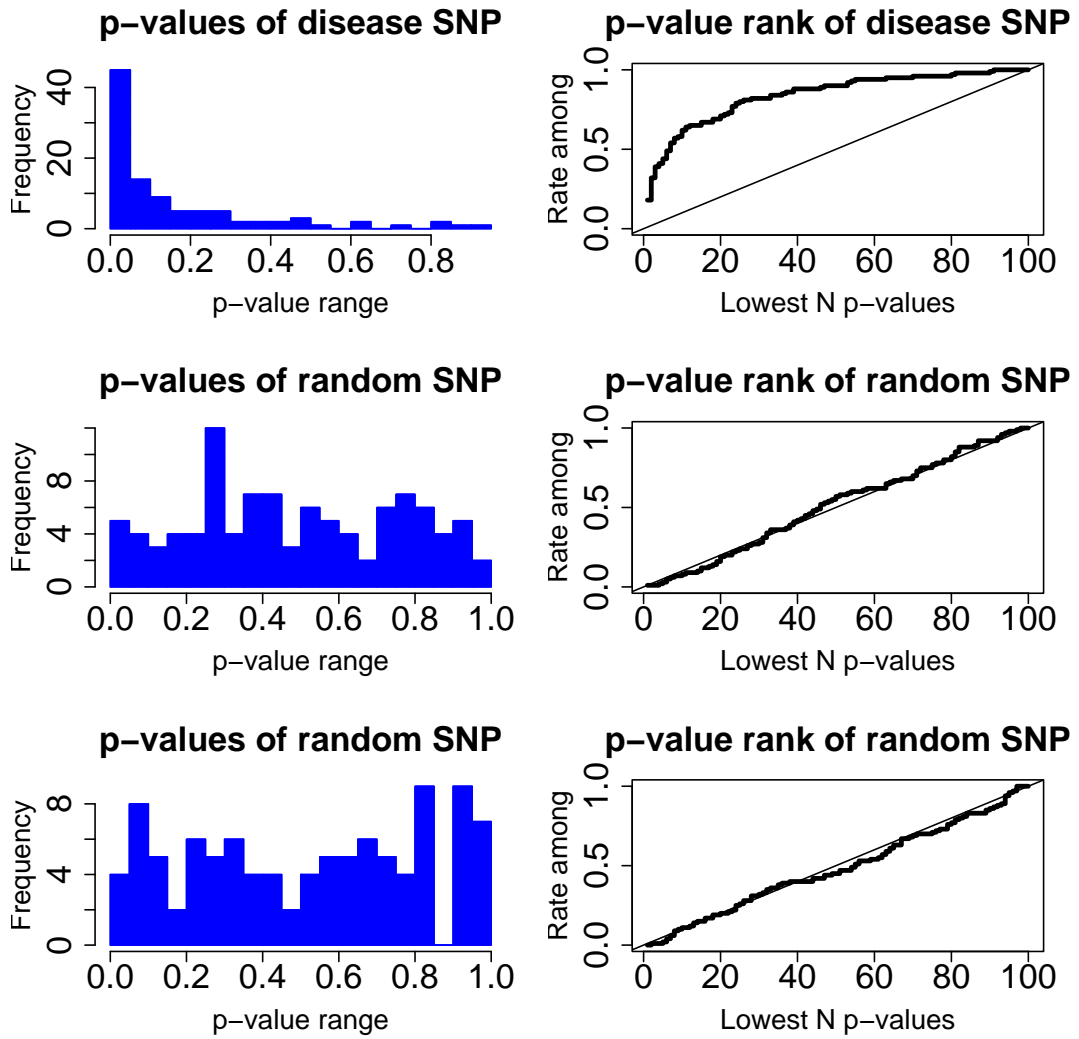 p−values of disease SNP
Frequency
0 20 40
0.0 0.2 0.4 0.6 0.8
p−value range
p−value rank of disease SNP
Rate among
0.0 0.5 1.0
0 20 40 60 80 100
Lowest N p−values
p−values of random SNP
Frequency
0 4 8
0.0 0.2 0.4 0.6 0.8 1.0
p−value range
p−value rank of random SNP
Rate among
0.0 0.5 1.0
0 20 40 60 80 100
Lowest N p−values
p−values of random SNP
Frequency
0 4 8
0.0 0.2 0.4 0.6 0.8 1.0
p−value range
p−value rank of random SNP
Rate among
0.0 0.5 1.0
0 20 40 60 80 100
Lowest N p−values